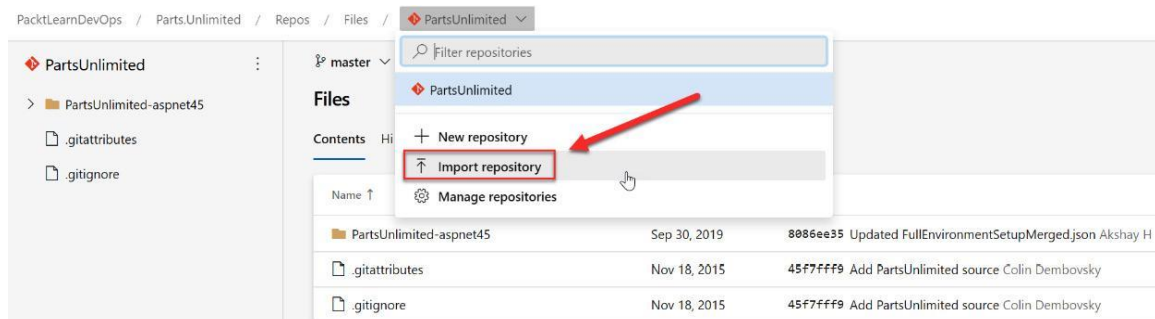 PacktLearnDevOps / Parts.Unlimited / Repos / Files / PartsUnlimited
PartsUnlimited
PartsUnlimited-aspnet45
.gitattributes
.gitignore
master
Files
Contents Hi
Filter repositories
PartsUnlimited
New repository
Import repository
Manage repositories
Name ↑
PartsUnlimited-aspnet45 Sep 30, 2019 8086ee35 Updated FullEnvironmentSetupMerged.json Akshay H
.gitattributes Nov 18, 2015 45f7fff9 Add PartsUnlimited source Colin Dembovsky
.gitignore Nov 18, 2015 45f7fff9 Add PartsUnlimited source Colin Dembovsky